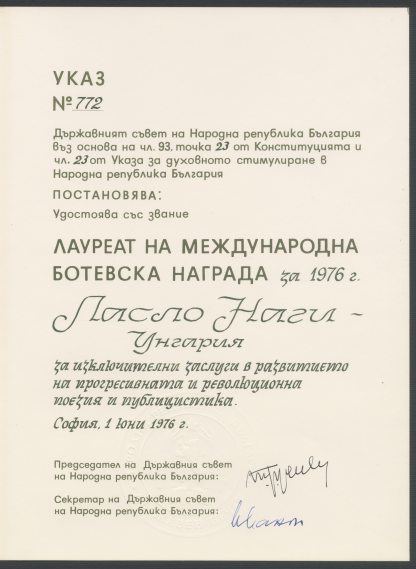 УКАЗ
№ 772
Държавният съвет на Народна република България
въз основа на чл. 93, точка 23 от Конституцията и
чл. 23 от Указа за духовното стимулиране в
Народна република България
ПОСТАНОВЯВА:
Удостоява със звание
ЛАУРЕАТ НА МЕЖДУНАРОДНА
БОТЕВСКА НАГРАДА за 1976 г.
Ласло Наги –
Унгария
за изключителни заслуги в развитието
на прогресивната и революционна
поезия и публицистика.
София, 1 юни 1976 г.
Председател на Държавния съвет
на Народна република България:
Секретар на Държавния съвет
на Народна република България: